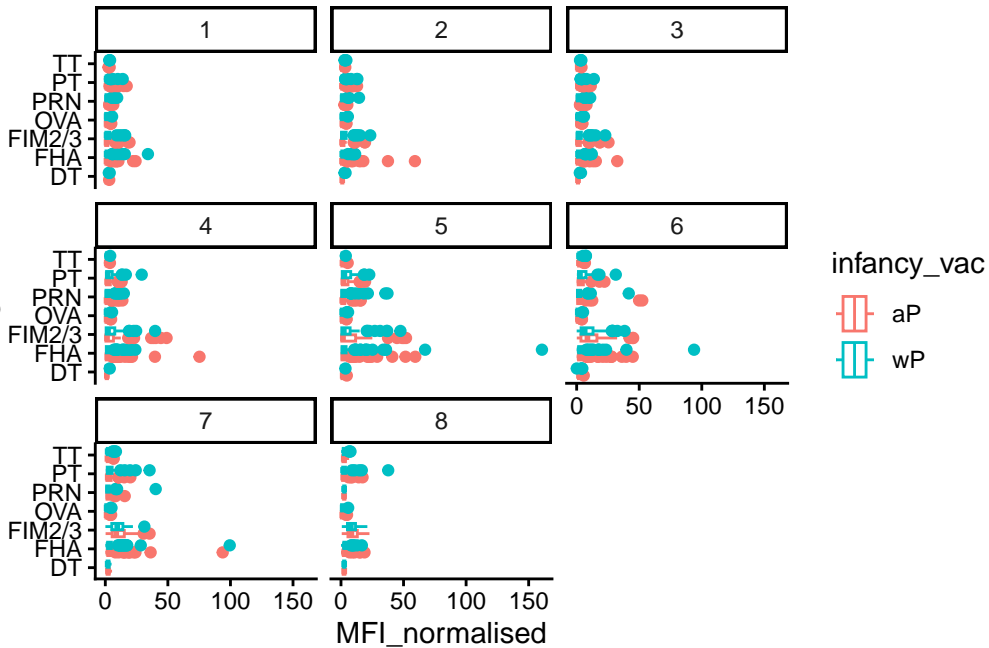 1 2 3
TT
PT
PRN
OVA
FIM2/3
FHA
DT
4 5 6
TT
PT
PRN
OVA
FIM2/3
FHA
DT
0 50 100 150
7 8
TT
PT
PRN
OVA
FIM2/3
FHA
DT
0 50 100 150 0 50 100 150
MFI_normalised
infancy_vac
aP
wP